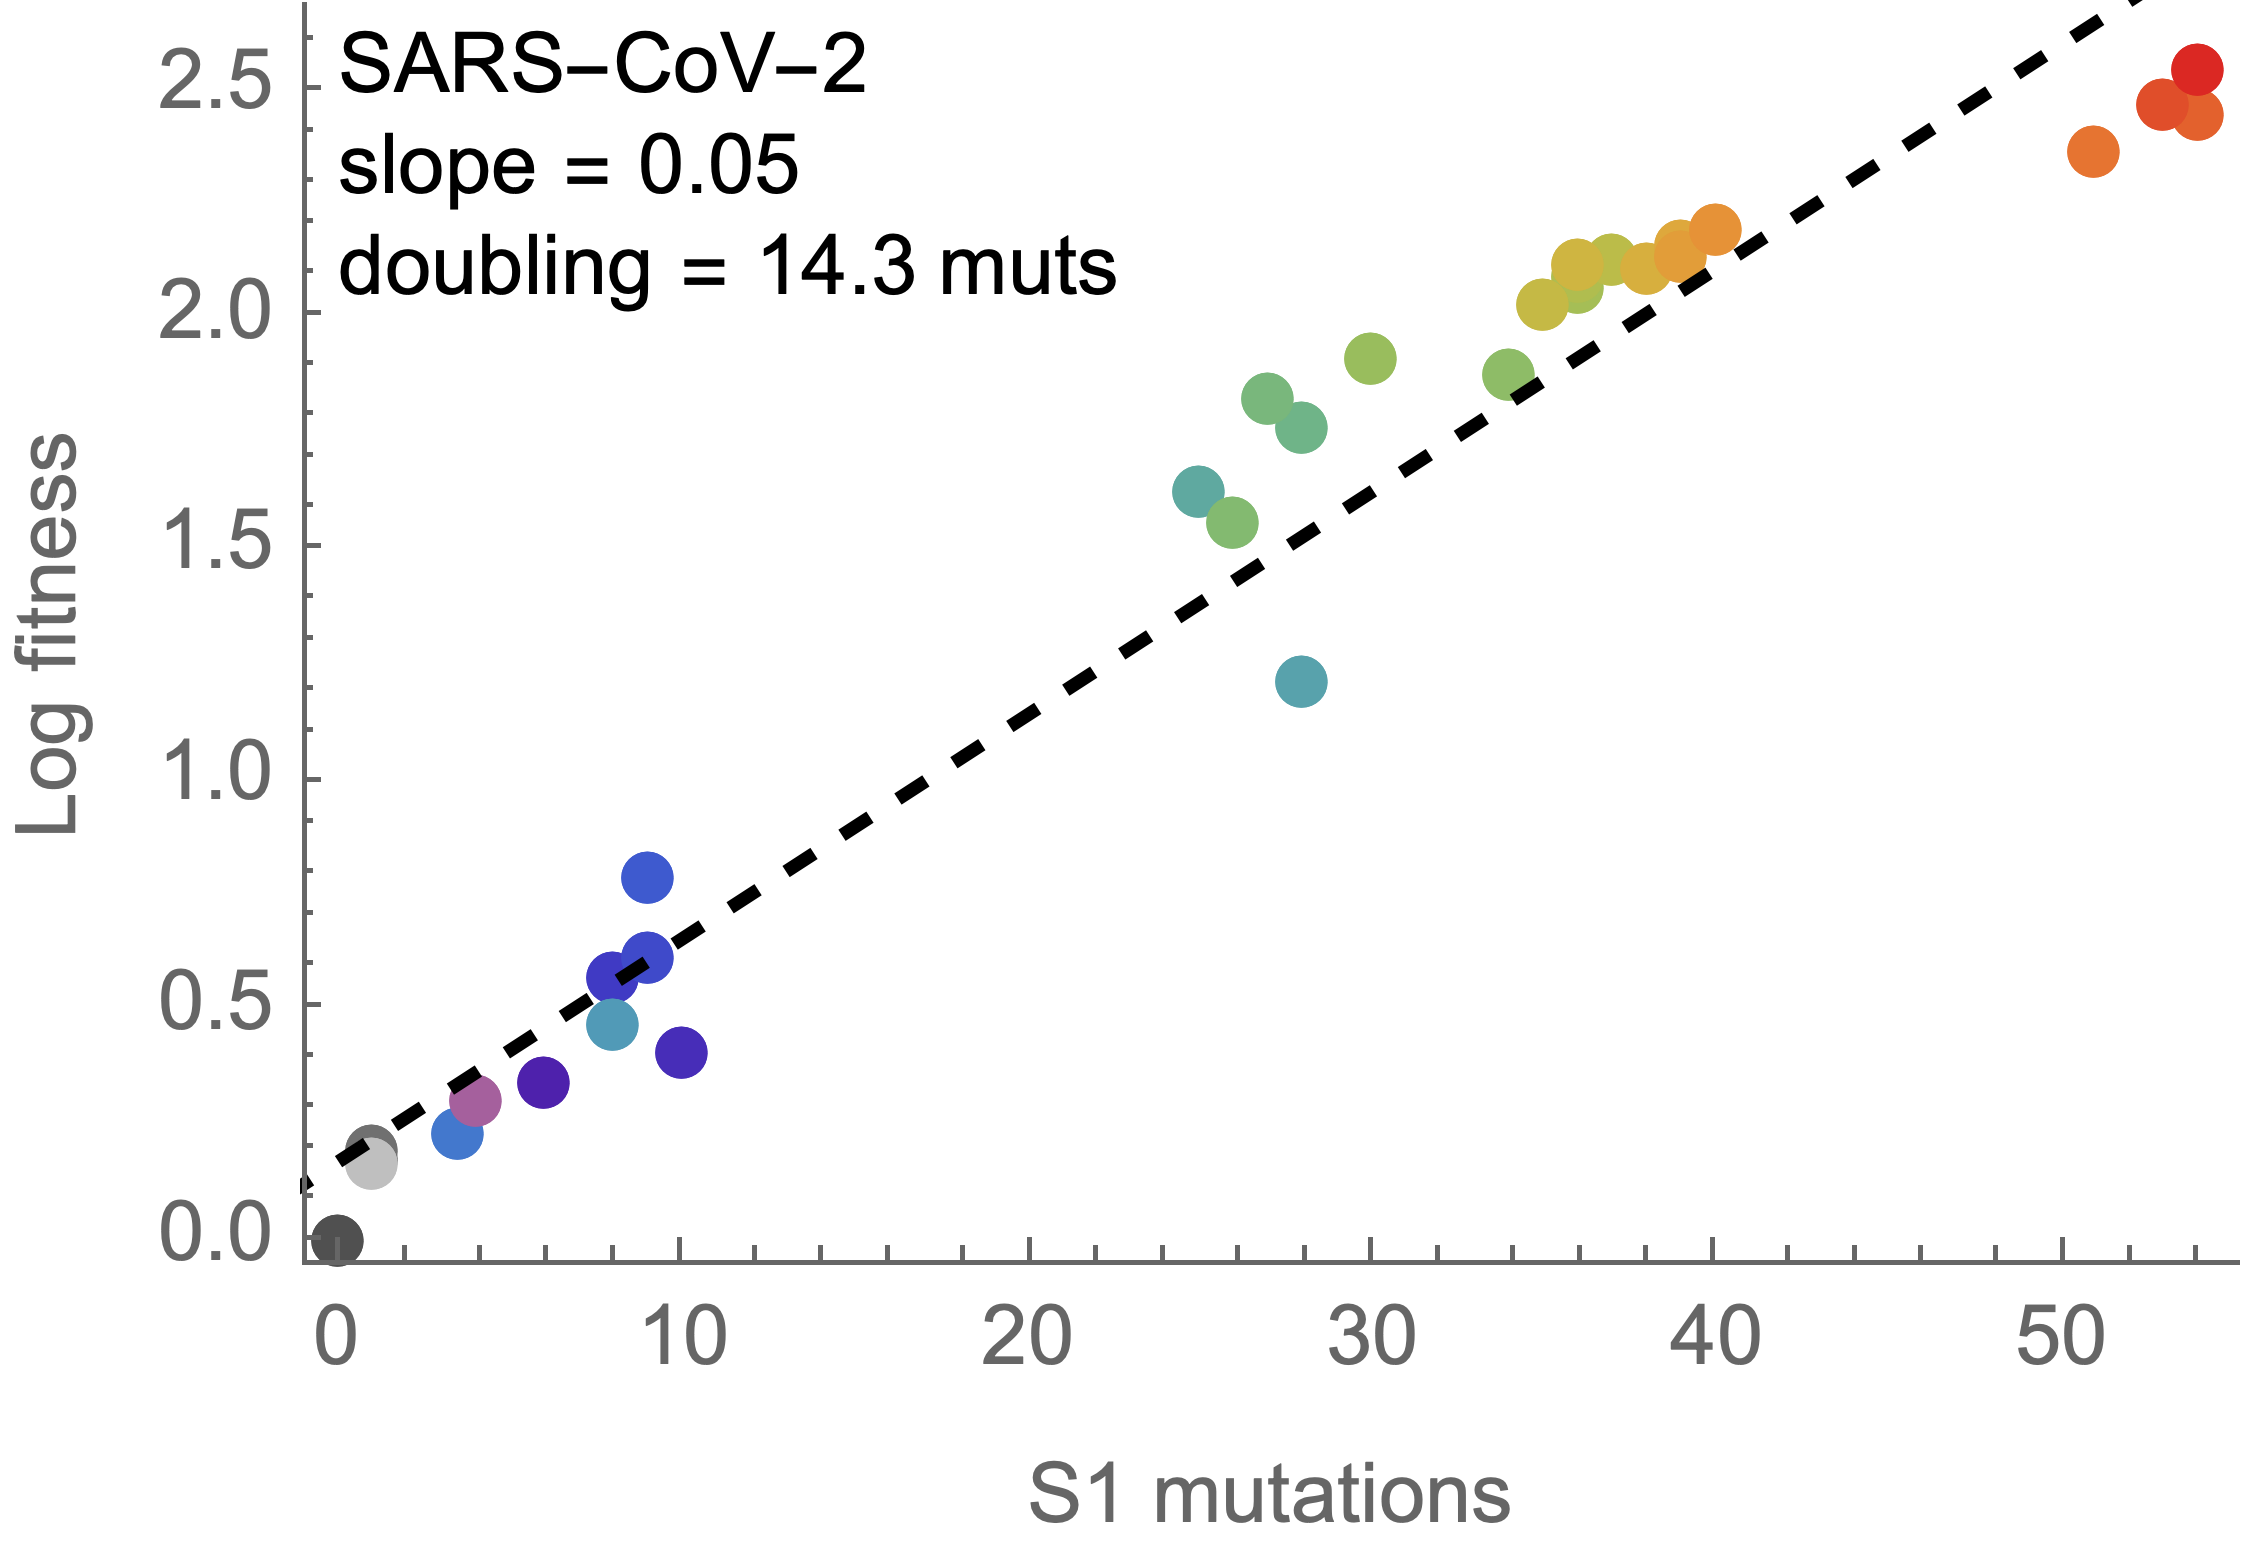 SARS−CoV−2
slope = 0.05
doubling = 14.3 muts
2.5
2.0
1.5
1.0
0.5
0.0
Log fitness
0 10 20 30 40 50
S1 mutations